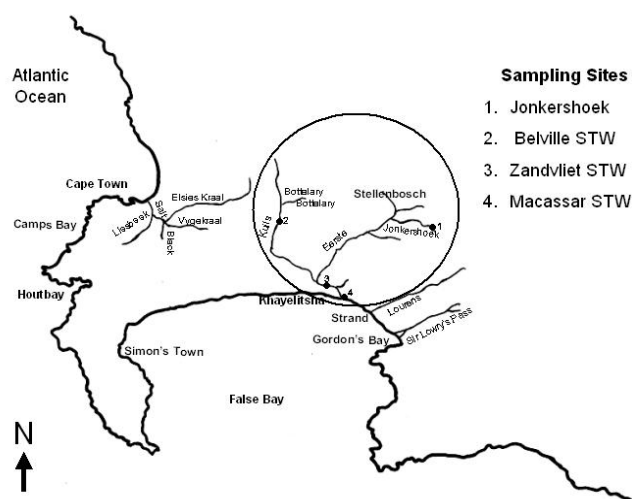 Atlantic
Ocean
Sampling Sites
1. Jonkershoek
2. Belville STW
3. Zandvliet STW
4. Macassar STW
Cape Town
Camps Bay
Houtbay
Simon's Town
Liesbeek
Salt
Black
Elsies Kraal
Vygekraal
Kuils
Bottelary
Bottelary
2
Stellenbosch
Eerste
Jonkershoek
1
3
4
Khayelitsha
Strand
Lourens
Gordon's Bay
Sir Lowry's Pass
False Bay
N